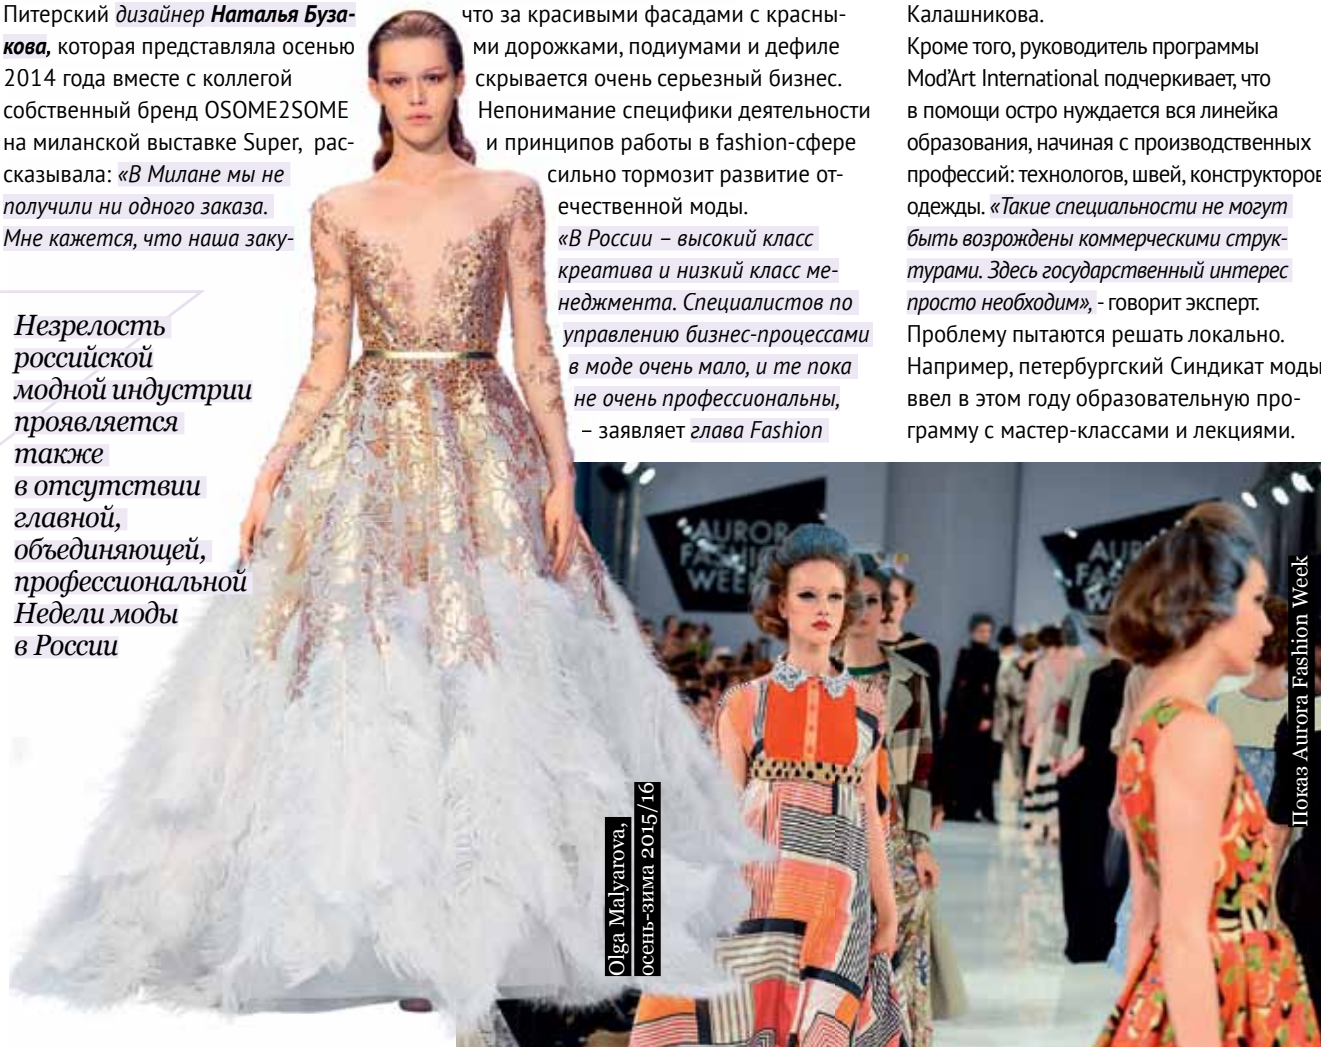 Питерский дизайнер Наталья Буза-
кова, которая представляла осенью
2014 года вместе с коллегой
собственный бренд OSOME2SOME
на миланской выставке Super, рас-
сказывала: «В Милане мы не
получили ни одного заказа.
Мне кажется, что наша заку-
Незрелость
российской
модной индустрии
проявляется
также
в отсутствии
главной,
объединяющей,
профессиональной
Недели моды
в России
что за красивыми фасадами с красны-
ми дорожками, подиумами и дефиле
скрывается очень серьезный бизнес.
Непонимание специфики деятельности
и принципов работы в fashion-сфере
сильно тормозит развитие от-
ечественной моды.
«В России – высокий класс
креатива и низкий класс ме-
неджмента. Специалистов по
управлению бизнес-процессами
в моде очень мало, и те пока
не очень профессиональны,
– заявляет глава Fashion
Калашникова.
Кроме того, руководитель программы
Mod’Art International подчеркивает, что
в помощи остро нуждается вся линейка
образования, начиная с производственных
профессий: технологов, швей, конструкторов
одежды. «Такие специальности не могут
быть возрождены коммерческими струк-
турами. Здесь государственный интерес
просто необходим», - говорит эксперт.
Проблему пытаются решать локально.
Например, петербургский Синдикат моды
ввел в этом году образовательную про-
грамму с мастер-классами и лекциями.
Olga Malyarova,
осень-зима 2015/16
AUROR
FASHI
WEEK
AUR
FA
Показ Aurora Fashion Week